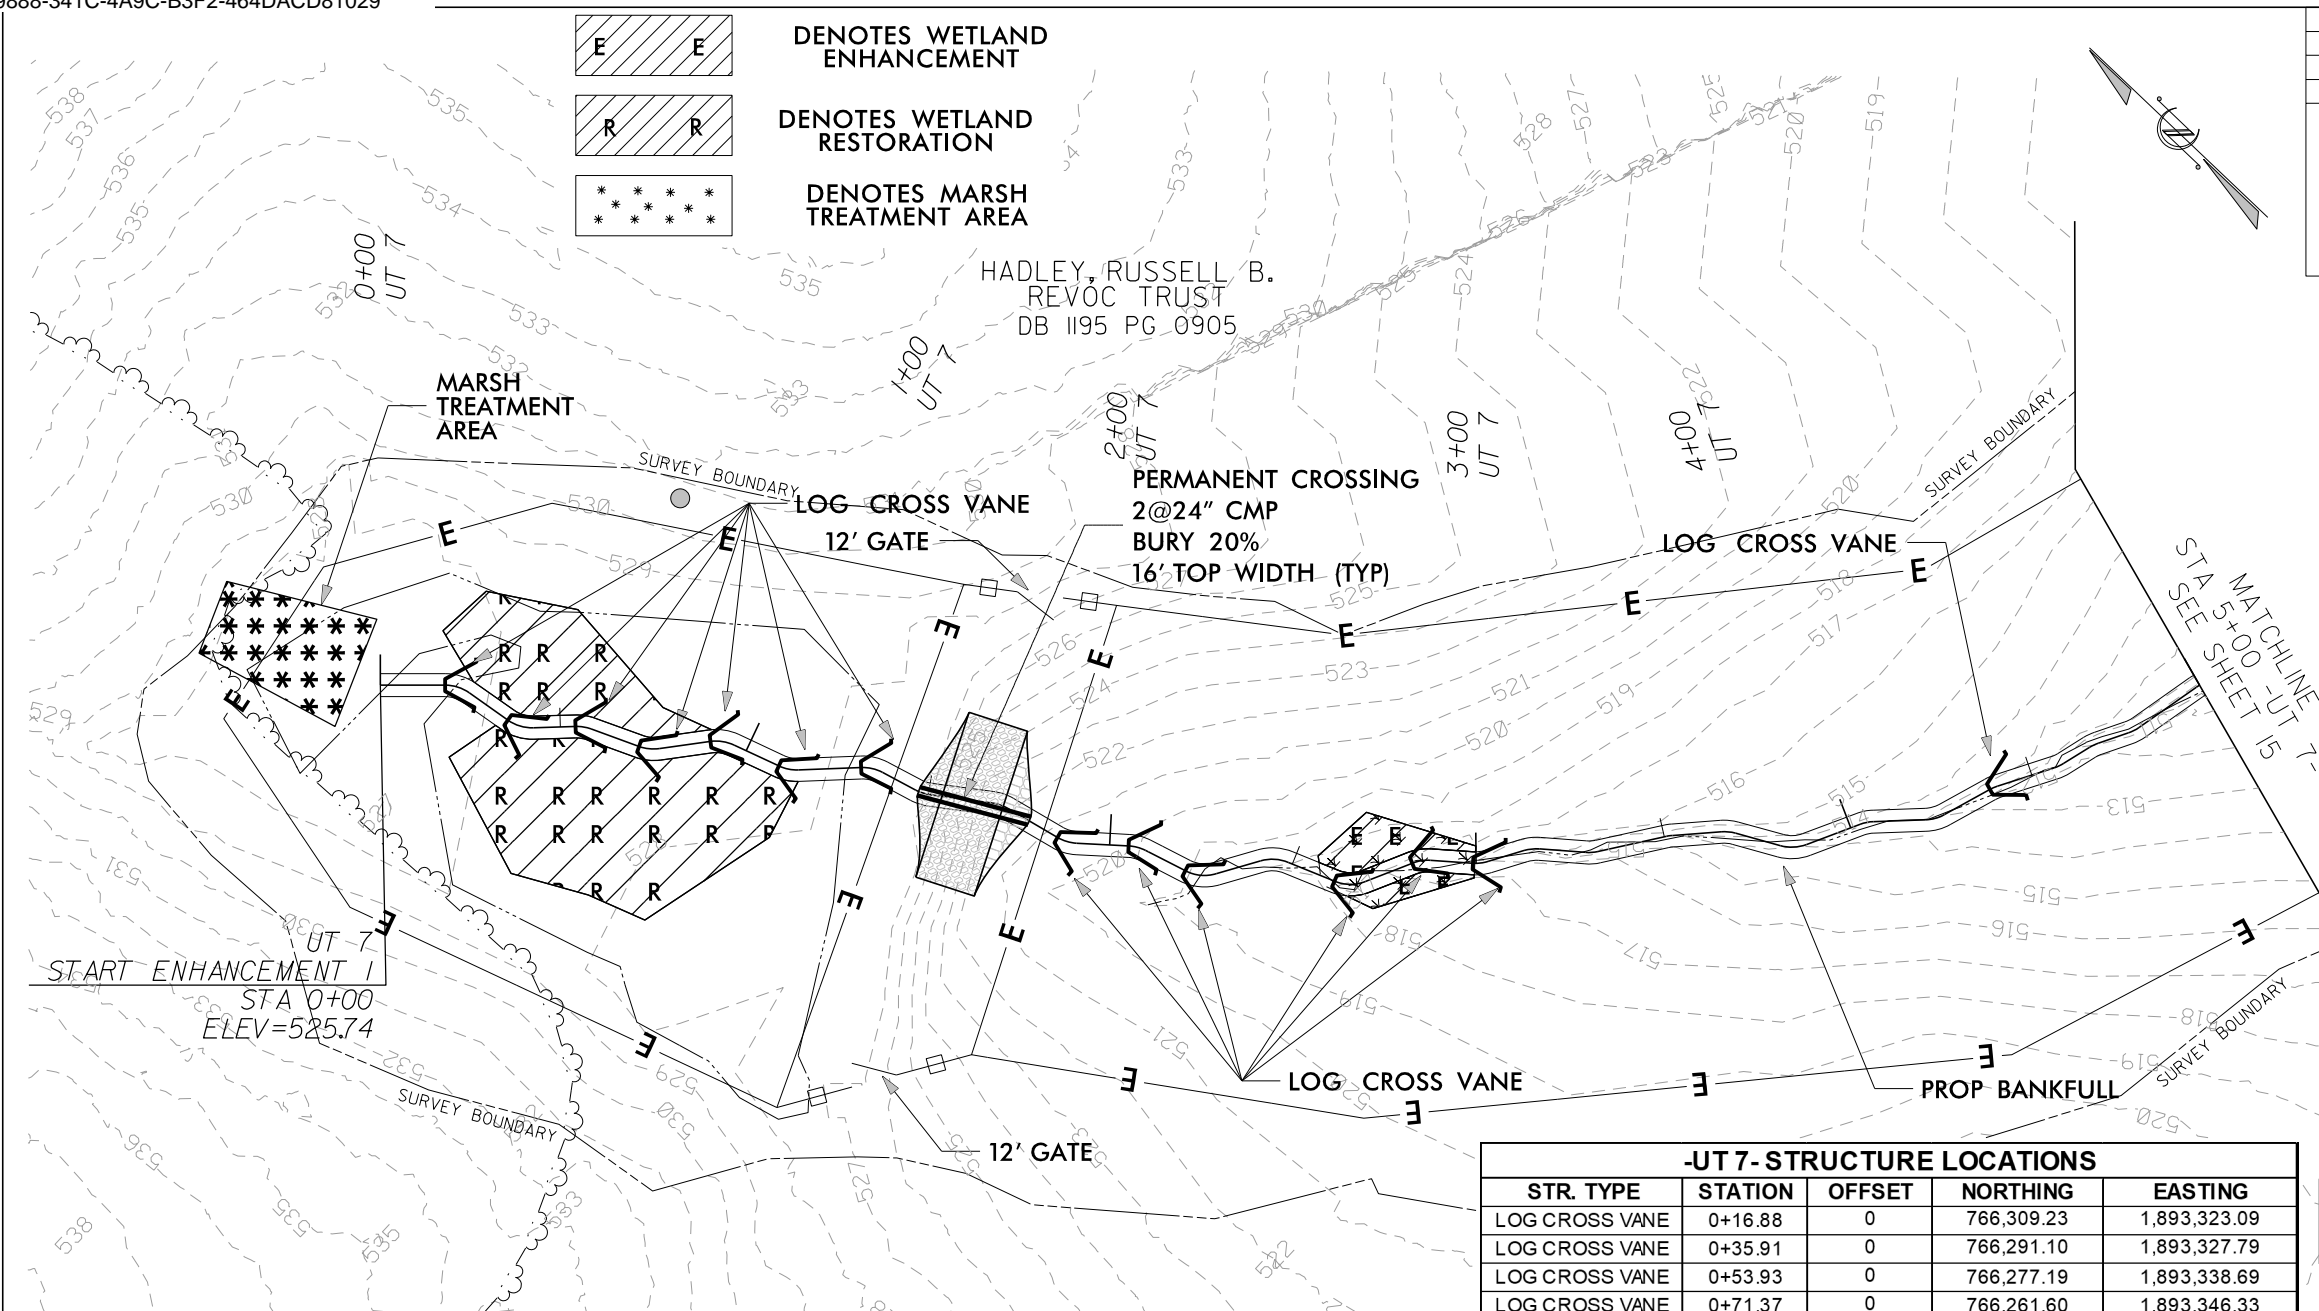 9888-341C-4A9C-B3F2-464DACD81029
E E
DENOTES WETLAND
ENHANCEMENT
R R
DENOTES WETLAND
RESTORATION
DENOTES MARSH
TREATMENT AREA
HADLEY, RUSSELL B.
REVOC TRUST
DB 1195 PG 0905
0+00
UT 7
1+00
UT 7
2+00
UT 7
3+00
UT 7
4+00
UT 7
MARSH
TREATMENT
AREA
SURVEY BOUNDARY
LOG CROSS VANE
12' GATE
PERMANENT CROSSING
2@24" CMP
BURY 20%
16' TOP WIDTH (TYP)
LOG CROSS VANE
SURVEY BOUNDARY
MATCHLINE
STA 5+00 -UT 7-
SEE SHEET 15
UT 7
START ENHANCEMENT I
STA 0+00
ELEV=525.74
SURVEY BOUNDARY
12' GATE
LOG CROSS VANE
PROP BANKFULL
SURVEY BOUNDARY
-UT 7- STRUCTURE LOCATIONS
STR. TYPE STATION OFFSET NORTHING EASTING
LOG CROSS VANE 0+16.88 0 766,309.23 1,893,323.09
LOG CROSS VANE 0+35.91 0 766,291.10 1,893,327.79
LOG CROSS VANE 0+53.93 0 766,277.19 1,893,338.69
LOG CROSS VANE 0+71.37 0 766,261.60 1,893,346.33